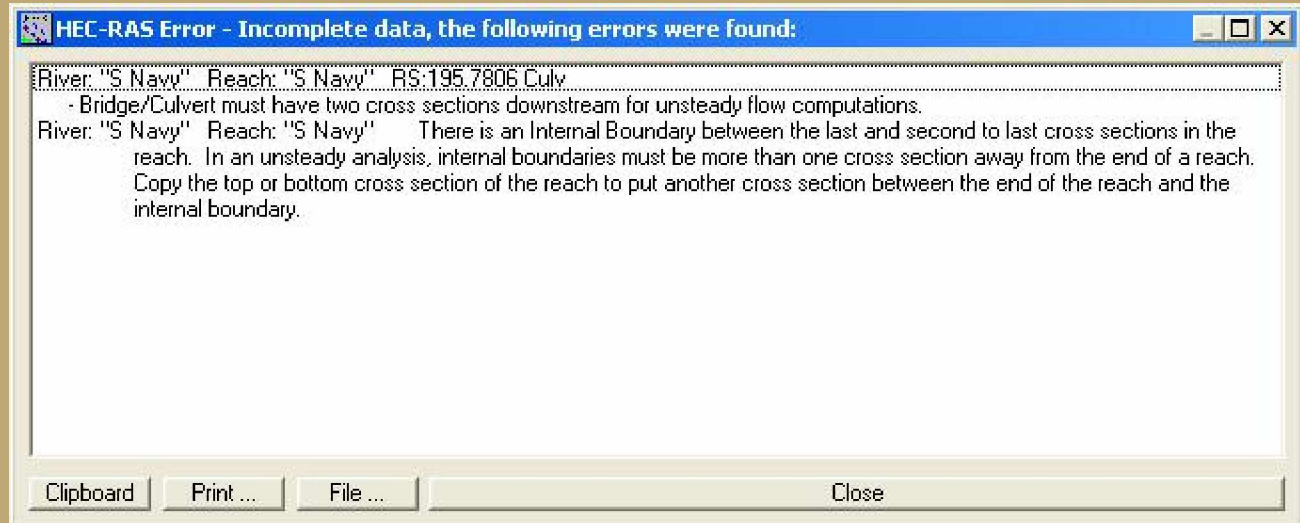 HEC-RAS Error - Incomplete data, the following errors were found:
River: "S Navy" Reach: "S Navy" RS:195.7806 Culv
- Bridge/Culvert must have two cross sections downstream for unsteady flow computations.
River: "S Navy" Reach: "S Navy" There is an Internal Boundary between the last and second to last cross sections in the
reach. In an unsteady analysis, internal boundaries must be more than one cross section away from the end of a reach.
Copy the top or bottom cross section of the reach to put another cross section between the end of the reach and the
internal boundary.
Clipboard Print ... File ... Close